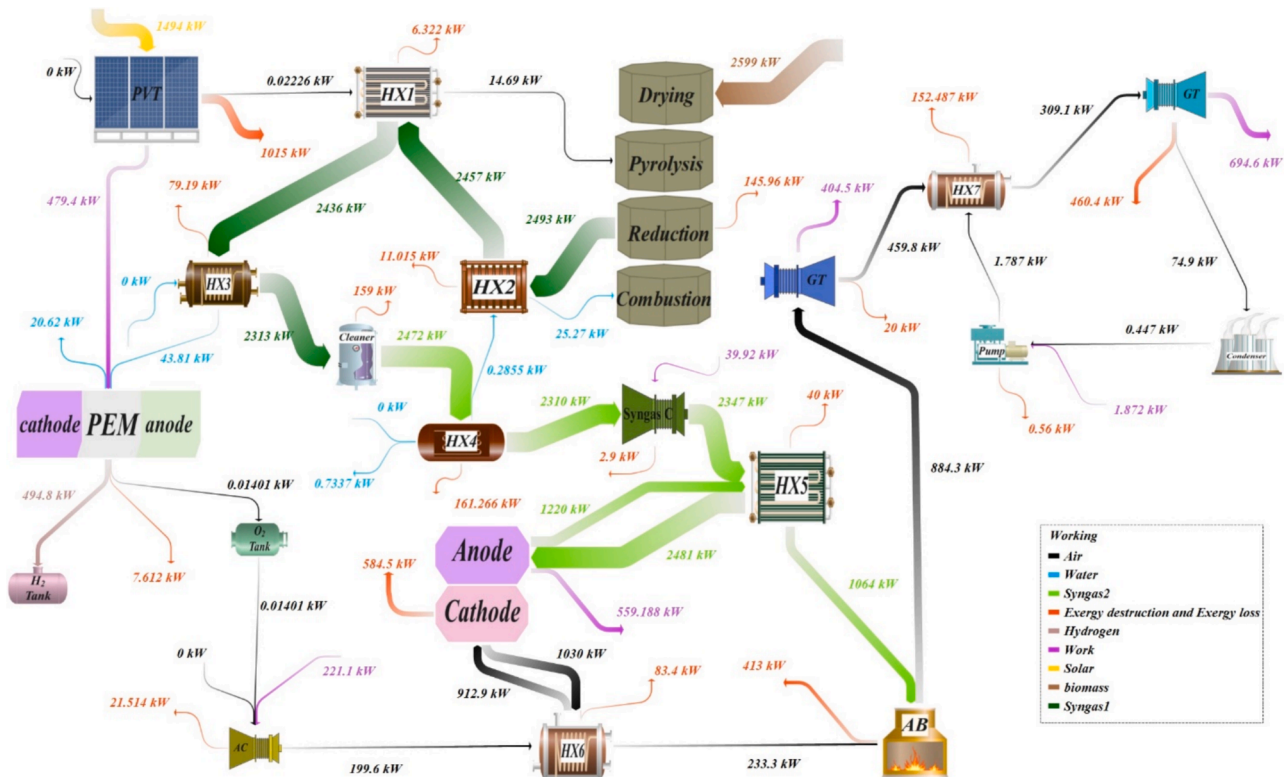 1494 kW
0 kW
PVT
0.02226 kW
1015 kW
6.322 kW
HX1
14.69 kW
2599 kW
Drying
Pyrolysis
Reduction
Combustion
145.96 kW
2493 kW
2457 kW
2436 kW
79.19 kW
479.4 kW
HX3
0 kW
20.62 kW
43.81 kW
2313 kW
159 kW
Cleaner
2472 kW
11.015 kW
HX2
25.27 kW
0.2855 kW
cathode
PEM
anode
0 kW
HX4
0.7337 kW
161.266 kW
2310 kW
39.92 kW
Syngas C
2.9 kW
2347 kW
40 kW
HX5
1220 kW
2481 kW
1064 kW
404.5 kW
GT
20 kW
459.8 kW
884.3 kW
152.487 kW
HX7
309.1 kW
GT
694.6 kW
460.4 kW
74.9 kW
1.787 kW
Pump
0.447 kW
Condenser
1.872 kW
0.56 kW
494.8 kW
H2
Tank
7.612 kW
0.01401 kW
O2
Tank
0.01401 kW
0 kW
221.1 kW
21.514 kW
AC
199.6 kW
Anode
Cathode
584.5 kW
559.188 kW
1030 kW
912.9 kW
83.4 kW
HX6
233.3 kW
413 kW
AB
Working
Air
Water
Syngas2
Exergy destruction and Exergy loss
Hydrogen
Work
Solar
biomass
Syngas1